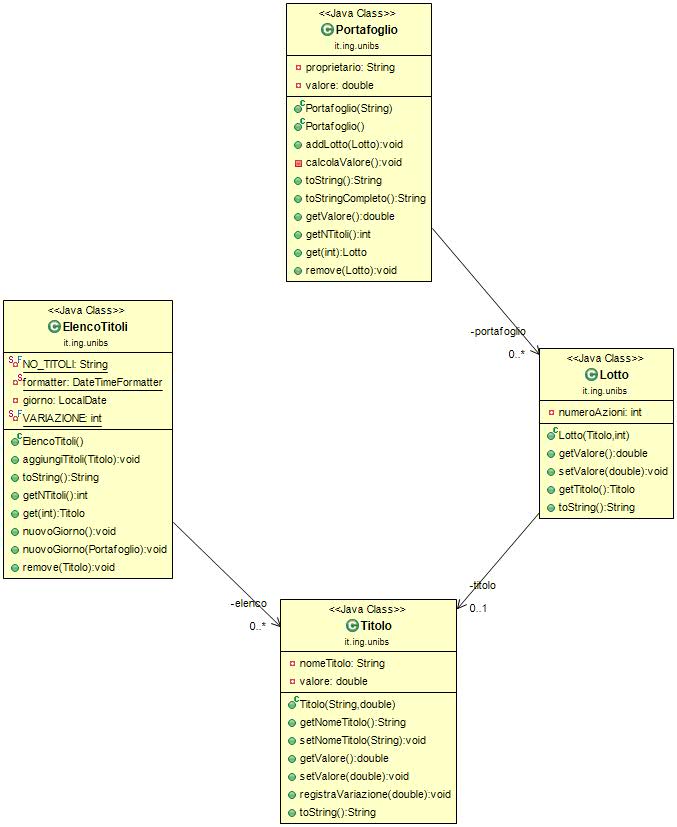 <<Java Class>>
Portafoglio
it.ing.unibs
proprietario: String
valore: double
Portafoglio(String)
Portafoglio()
addLotto(Lotto):void
calcolaValore():void
toString():String
toStringCompleto():String
getValore():double
getNTitoli():int
get(int):Lotto
remove(Lotto):void
-portafoglio
0..*
<<Java Class>>
ElencoTitoli
it.ing.unibs
NO_TITOLI: String
formatter: DateTimeFormatter
giorno: LocalDate
VARIAZIONE: int
ElencoTitoli()
aggiungiTitoli(Titolo):void
toString():String
getNTitoli():int
get(int):Titolo
nuovoGiorno():void
nuovoGiorno(Portafoglio):void
remove(Titolo):void
<<Java Class>>
Lotto
it.ing.unibs
numeroAzioni: int
Lotto(Titolo,int)
getValore():double
setValore(double):void
getTitolo():Titolo
toString():String
-elenco
0..*
-titolo
0..1
<<Java Class>>
Titolo
it.ing.unibs
nomeTitolo: String
valore: double
Titolo(String,double)
getNomeTitolo():String
setNomeTitolo(String):void
getValore():double
setValore(double):void
registraVariazione(double):void
toString():String